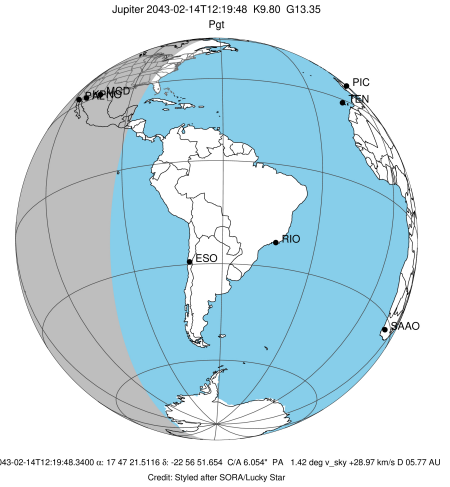 Jupiter 2043-02-14T12:19:48 K9.80 G13.35
Pgt
PIC
TEN
MCD
RIO
ESO
SAAO
043-02-14T12:19:48.3400 α: 17 47 21.5116 δ: -22 56 51.654 C/A 6.054" PA 1.42 deg v_sky +28.97 km/s D 05.77 AU
Credit: Styled after SORA/Lucky Star